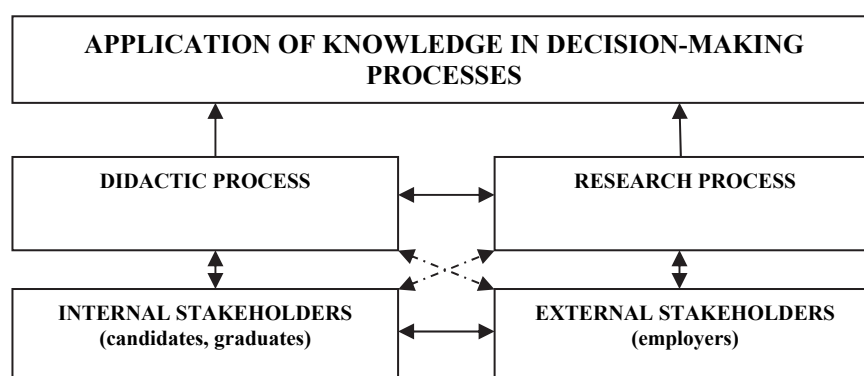 APPLICATION OF KNOWLEDGE IN DECISION-MAKING
PROCESSES
DIDACTIC PROCESS
RESEARCH PROCESS
INTERNAL STAKEHOLDERS
(candidates, graduates)
EXTERNAL STAKEHOLDERS
(employers)